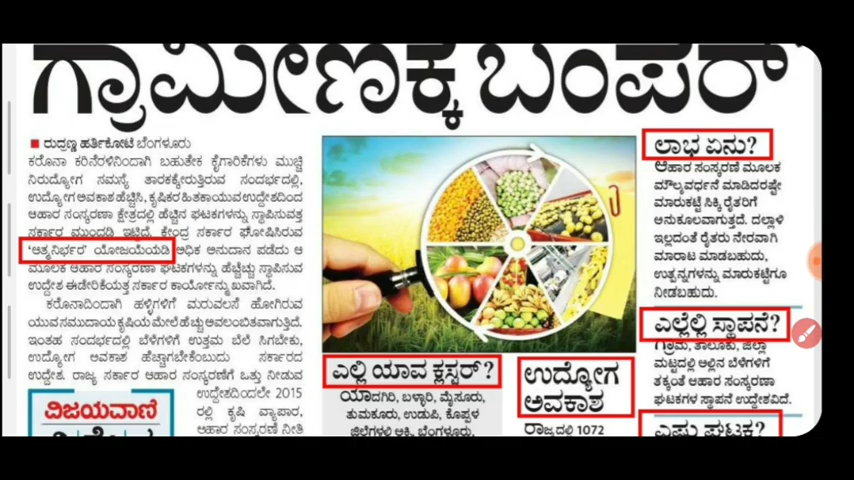 ಗ್ರಾಮೀಣಕ್ಕೆ ಬಂಪರ್
ರುದ್ರಣ್ಣ ಹರ್ತಿಕೋಟೆ ಬೆಂಗಳೂರು
ಕರೊನಾ ಕರಿನೆರಳಿನಿಂದಾಗಿ ಬಹುತೇಕ ಕೈಗಾರಿಕೆಗಳು ಮುಚ್ಚಿ
ನಿರುದ್ಯೋಗ ಸಮಸ್ಯೆ ತಾರಕಕ್ಕೇರುತ್ತಿರುವ ಸಂದರ್ಭದಲ್ಲಿ,
ಉದ್ಯೋಗ ಅವಕಾಶ ಹೆಚ್ಚಿಸಿ, ಕೃಷಿಕರ ಹಿತಕಾಯುವ ಉದ್ದೇಶದಿಂದ
ಆಹಾರ ಸಂಸ್ಕರಣಾ ಕ್ಷೇತ್ರದಲ್ಲಿ ಹೆಚ್ಚಿನ ಘಟಕಗಳನ್ನು ಸ್ಥಾಪಿಸುವತ್ತ
ಸರ್ಕಾರ ಮುಂದಡಿ ಇಟ್ಟಿದೆ. ಕೇಂದ್ರ ಸರ್ಕಾರ ಘೋಷಿಸಿರುವ
'ಆತ್ಮನಿರ್ಭರ' ಯೋಜನೆಯಡಿ ಅಧಿಕ ಅನುದಾನ ಪಡೆದು ಆ
ಮೂಲಕ ಆಹಾರ ಸಂಸ್ಕರಣಾ ಘಟಕಗಳನ್ನು ಹೆಚ್ಚೆಚ್ಚು ಸ್ಥಾಪಿಸುವ
ಉದ್ದೇಶ ಈಡೇರಿಕೆಯತ್ತ ಸರ್ಕಾರ ಕಾರ್ಯೋನ್ಮುಖವಾಗಿದೆ.
ಕರೊನಾದಿಂದಾಗಿ ಹಳ್ಳಿಗಳಿಗೆ ಮರುವಲಸೆ ಹೋಗಿರುವ
ಯುವ ಸಮುದಾಯ ಕೃಷಿಯ ಮೇಲೆ ಹೆಚ್ಚು ಅವಲಂಬಿತವಾಗುತ್ತಿದೆ.
ಇಂತಹ ಸಂದರ್ಭದಲ್ಲಿ ಬೆಳೆಗಳಿಗೆ ಉತ್ತಮ ಬೆಲೆ ಸಿಗಬೇಕು,
ಉದ್ಯೋಗ ಅವಕಾಶ ಹೆಚ್ಚಾಗಬೇಕೆಂಬುದು ಸರ್ಕಾರದ
ಉದ್ದೇಶ. ರಾಜ್ಯ ಸರ್ಕಾರ ಆಹಾರ ಸಂಸ್ಕರಣೆಗೆ ಒತ್ತು ನೀಡುವ
ಉದ್ದೇಶದಿಂದಲೇ 2015
ರಲ್ಲಿ ಕೃಷಿ ವ್ಯಾಪಾರ,
ಆಹಾರ ಸಂಸ್ಕರಣೆ ನೀತಿ
ವಿಜಯವಾಣಿ
ಎಲ್ಲಿ ಯಾವ ಕ್ಲಸ್ಟರ್?
ಯಾದಗಿರಿ, ಬಳ್ಳಾರಿ, ಮೈಸೂರು,
ತುಮಕೂರು, ಉಡುಪಿ, ಕೊಪ್ಪಳ
ಜಿಲ್ಲೆಗಳಲ್ಲಿ ಅಕ್ಕಿ, ಬೆಂಗಳೂರು,
ಉದ್ಯೋಗ
ಅವಕಾಶ
ರಾಜ್ಯದಲ್ಲಿ 1072
ಲಾಭ ಏನು?
ಆಹಾರ ಸಂಸ್ಕರಣೆ ಮೂಲಕ
ಮೌಲ್ಯವರ್ಧನೆ ಮಾಡಿದರಷ್ಟೇ
ಮಾರುಕಟ್ಟೆ ಸಿಕ್ಕಿ ರೈತರಿಗೆ
ಅನುಕೂಲವಾಗುತ್ತದೆ. ದಲ್ಲಾಳಿ
ಇಲ್ಲದಂತೆ ರೈತರು ನೇರವಾಗಿ
ಮಾರಾಟ ಮಾಡಬಹುದು,
ಉತ್ಪನ್ನಗಳನ್ನು ಮಾರುಕಟ್ಟೆಗೂ
ನೀಡಬಹುದು.
ಎಲ್ಲೆಲ್ಲಿ ಸ್ಥಾಪನೆ?
ಗ್ರಾಮ, ತಾಲೂಕು, ಜಿಲ್ಲಾ
ಮಟ್ಟದಲ್ಲಿ ಅಲ್ಲಿನ ಬೆಳೆಗಳಿಗೆ
ತಕ್ಕಂತೆ ಆಹಾರ ಸಂಸ್ಕರಣಾ
ಘಟಕಗಳ ಸ್ಥಾಪನೆ ಉದ್ದೇಶವಿದೆ.
ಎಷ್ಟು ಘಟಕ?